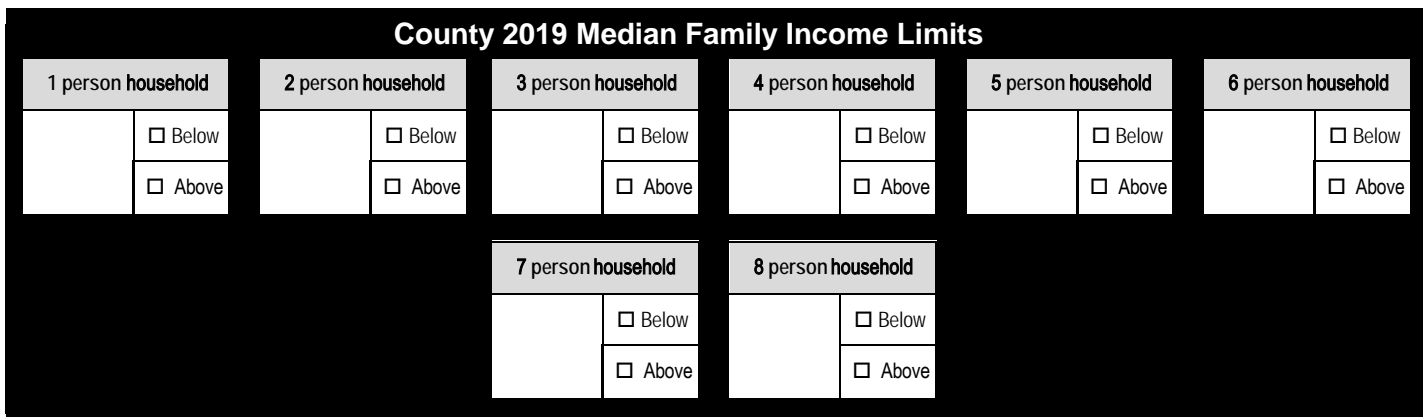 County 2019 Median Family Income Limits
1 person household 2 person household 3 person household 4 person household 5 person household 6 person household
☐ Below ☐ Below ☐ Below ☐ Below ☐ Below ☐ Below
☐ Above ☐ Above ☐ Above ☐ Above ☐ Above ☐ Above
7 person household 8 person household
☐ Below ☐ Below
☐ Above ☐ Above